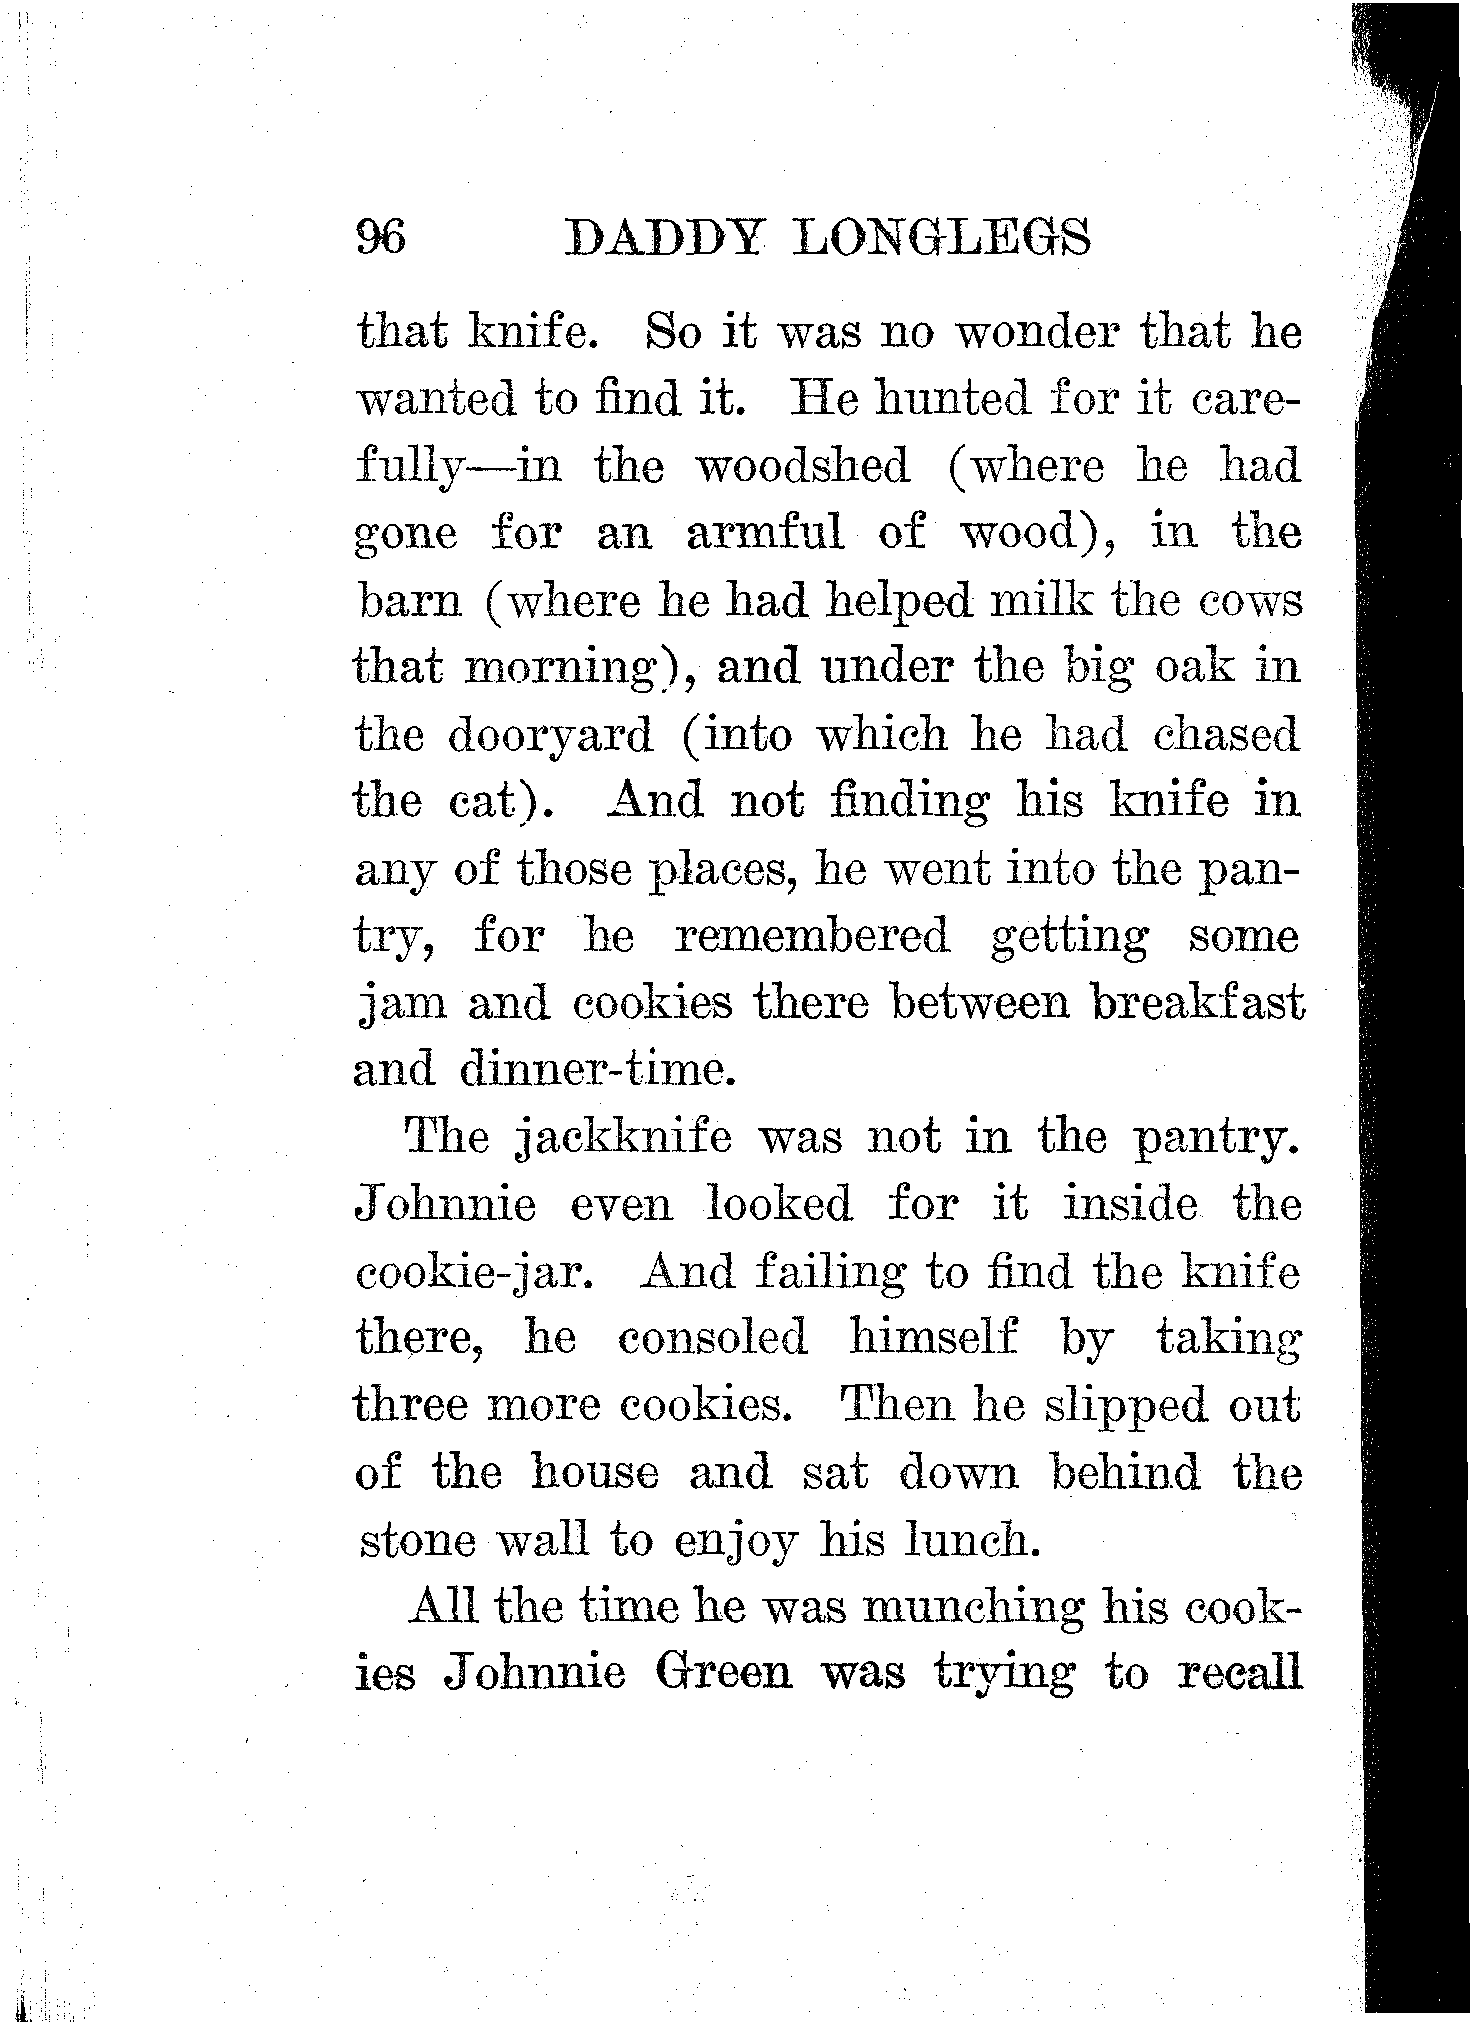 96 DADDY LONGLEGS
that knife. So it was no wonder that he
wanted to find it. He hunted for it care-
fully—in the woodshed (where he had
gone for an armful of wood), in the
barn (where he had helped milk the cows
that morning), and under the big oak in
the dooryard (into which he had chased
the cat). And not finding his knife in
any of those places, he went into the pan-
try, for he remembered getting some
jam and cookies there between breakfast
and dinner-time.
The jackknife was not in the pantry.
Johnnie even looked for it inside the
cookie-jar. And failing to find the knife
there, he consoled himself by taking
three more cookies. Then he slipped out
of the house and sat down behind the
stone wall to enjoy his lunch.
All the time he was munching his cook-
ies Johnnie Green was trying to recall